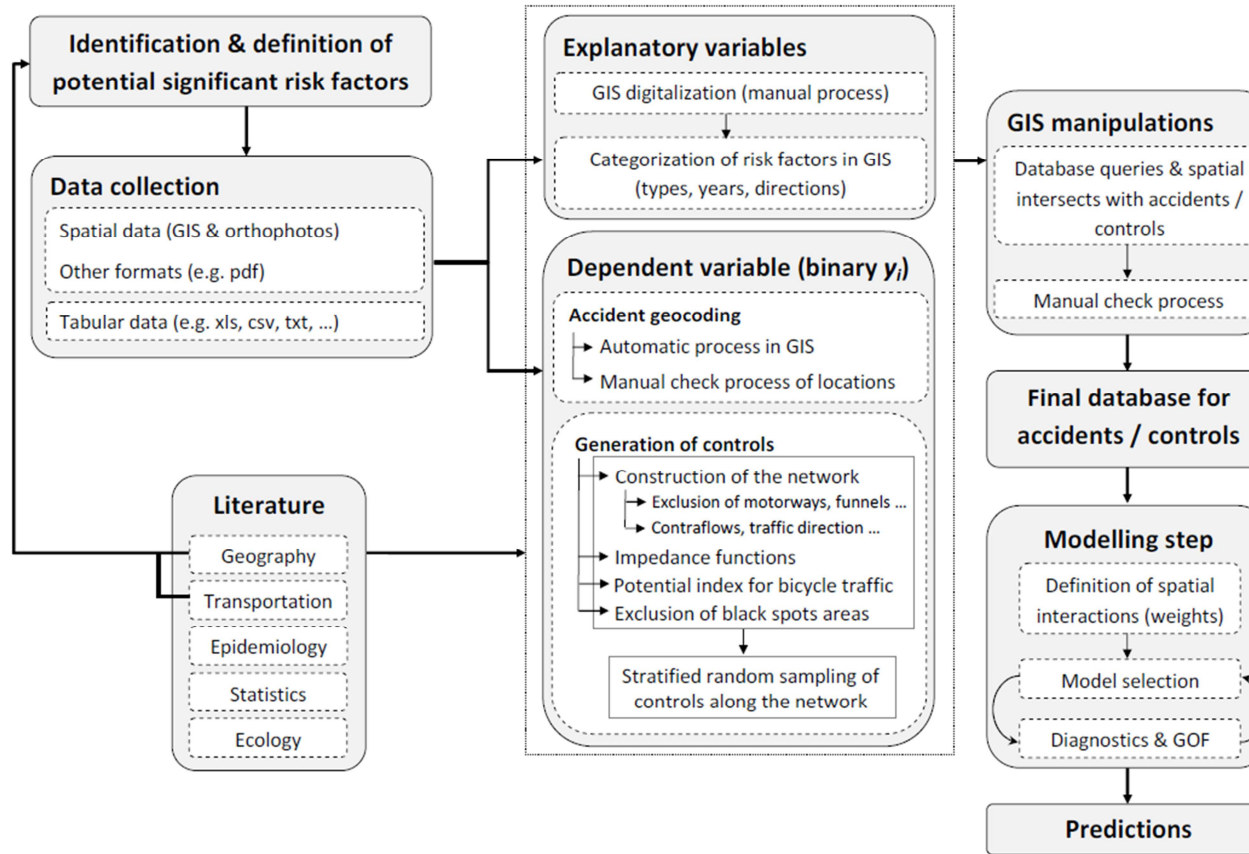 Identification & definition of
potential significant risk factors
Data collection
Spatial data (GIS & orthophotos)
Other formats (e.g. pdf)
Tabular data (e.g. xls, csv, txt, ...)
Literature
Geography
Transportation
Epidemiology
Statistics
Ecology
Explanatory variables
GIS digitalization (manual process)
Categorization of risk factors in GIS
(types, years, directions)
Dependent variable (binary yᵢ)
Accident geocoding
Automatic process in GIS
Manual check process of locations
Generation of controls
Construction of the network
Exclusion of motorways, funnels ...
Contraflows, traffic direction ...
Impedance functions
Potential index for bicycle traffic
Exclusion of black spots areas
Stratified random sampling of
controls along the network
GIS manipulations
Database queries & spatial
intersects with accidents /
controls
Manual check process
Final database for
accidents / controls
Modelling step
Definition of spatial
interactions (weights)
Model selection
Diagnostics & GOF
Predictions